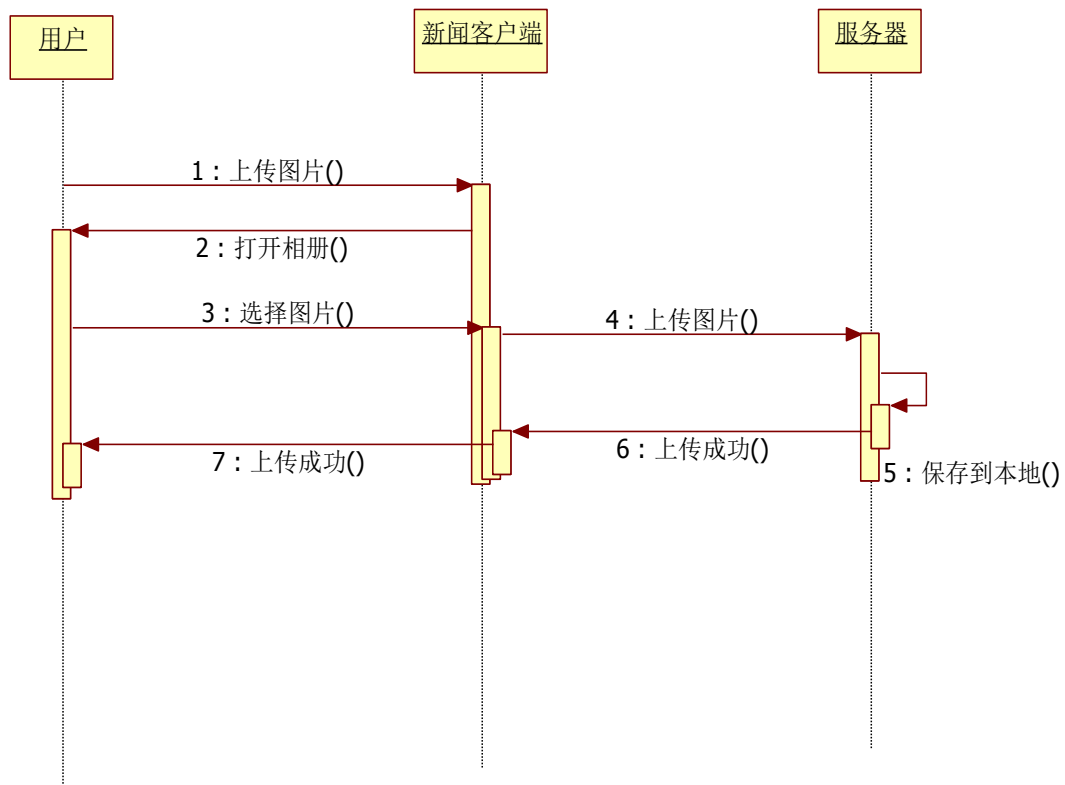 用户
新闻客户端
服务器
1 : 上传图片()
2 : 打开相册()
3 : 选择图片()
4 : 上传图片()
6 : 上传成功()
7 : 上传成功()
5 : 保存到本地()